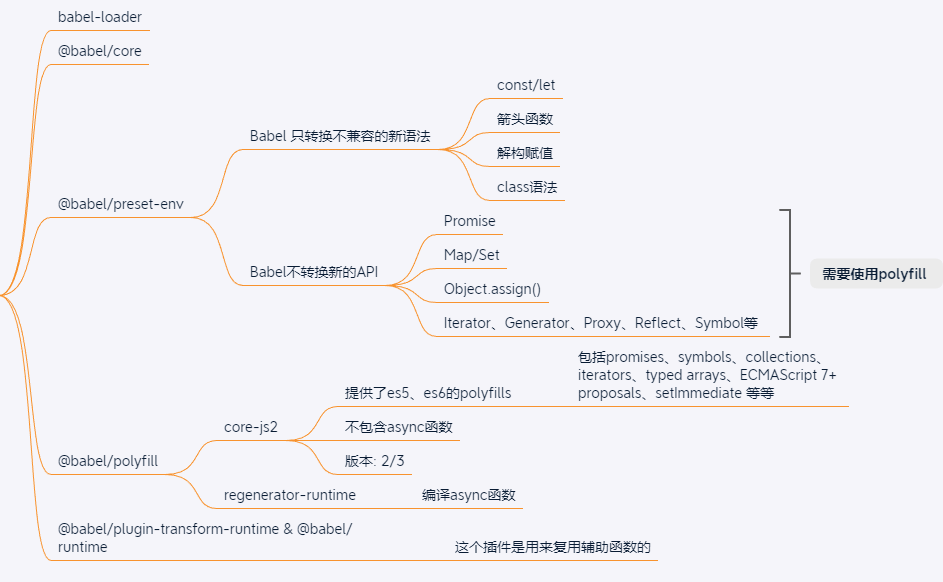 babel-loader
@babel/core
@babel/preset-env
Babel 只转换不兼容的新语法
const/let
箭头函数
解构赋值
class语法
Babel不转换新的API
Promise
Map/Set
Object.assign()
Iterator、Generator、Proxy、Reflect、Symbol等
需要使用polyfill
@babel/polyfill
core-js2
提供了es5、es6的polyfills
包括promises、symbols、collections、
iterators、typed arrays、ECMAScript 7+
proposals、setImmediate 等等
不包含async函数
版本: 2/3
regenerator-runtime
编译async函数
@babel/plugin-transform-runtime & @babel/
runtime
这个插件是用来复用辅助函数的